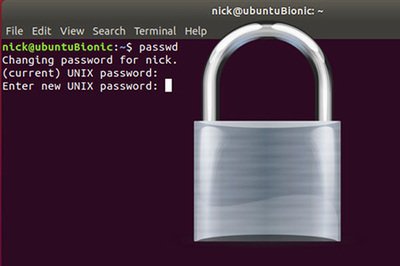 nick@ubuntuBionic: ~
File Edit View Search Terminal Help
nick@ubuntuBionic:~$ passwd
Changing password for nick.
(current) UNIX password:
Enter new UNIX password: